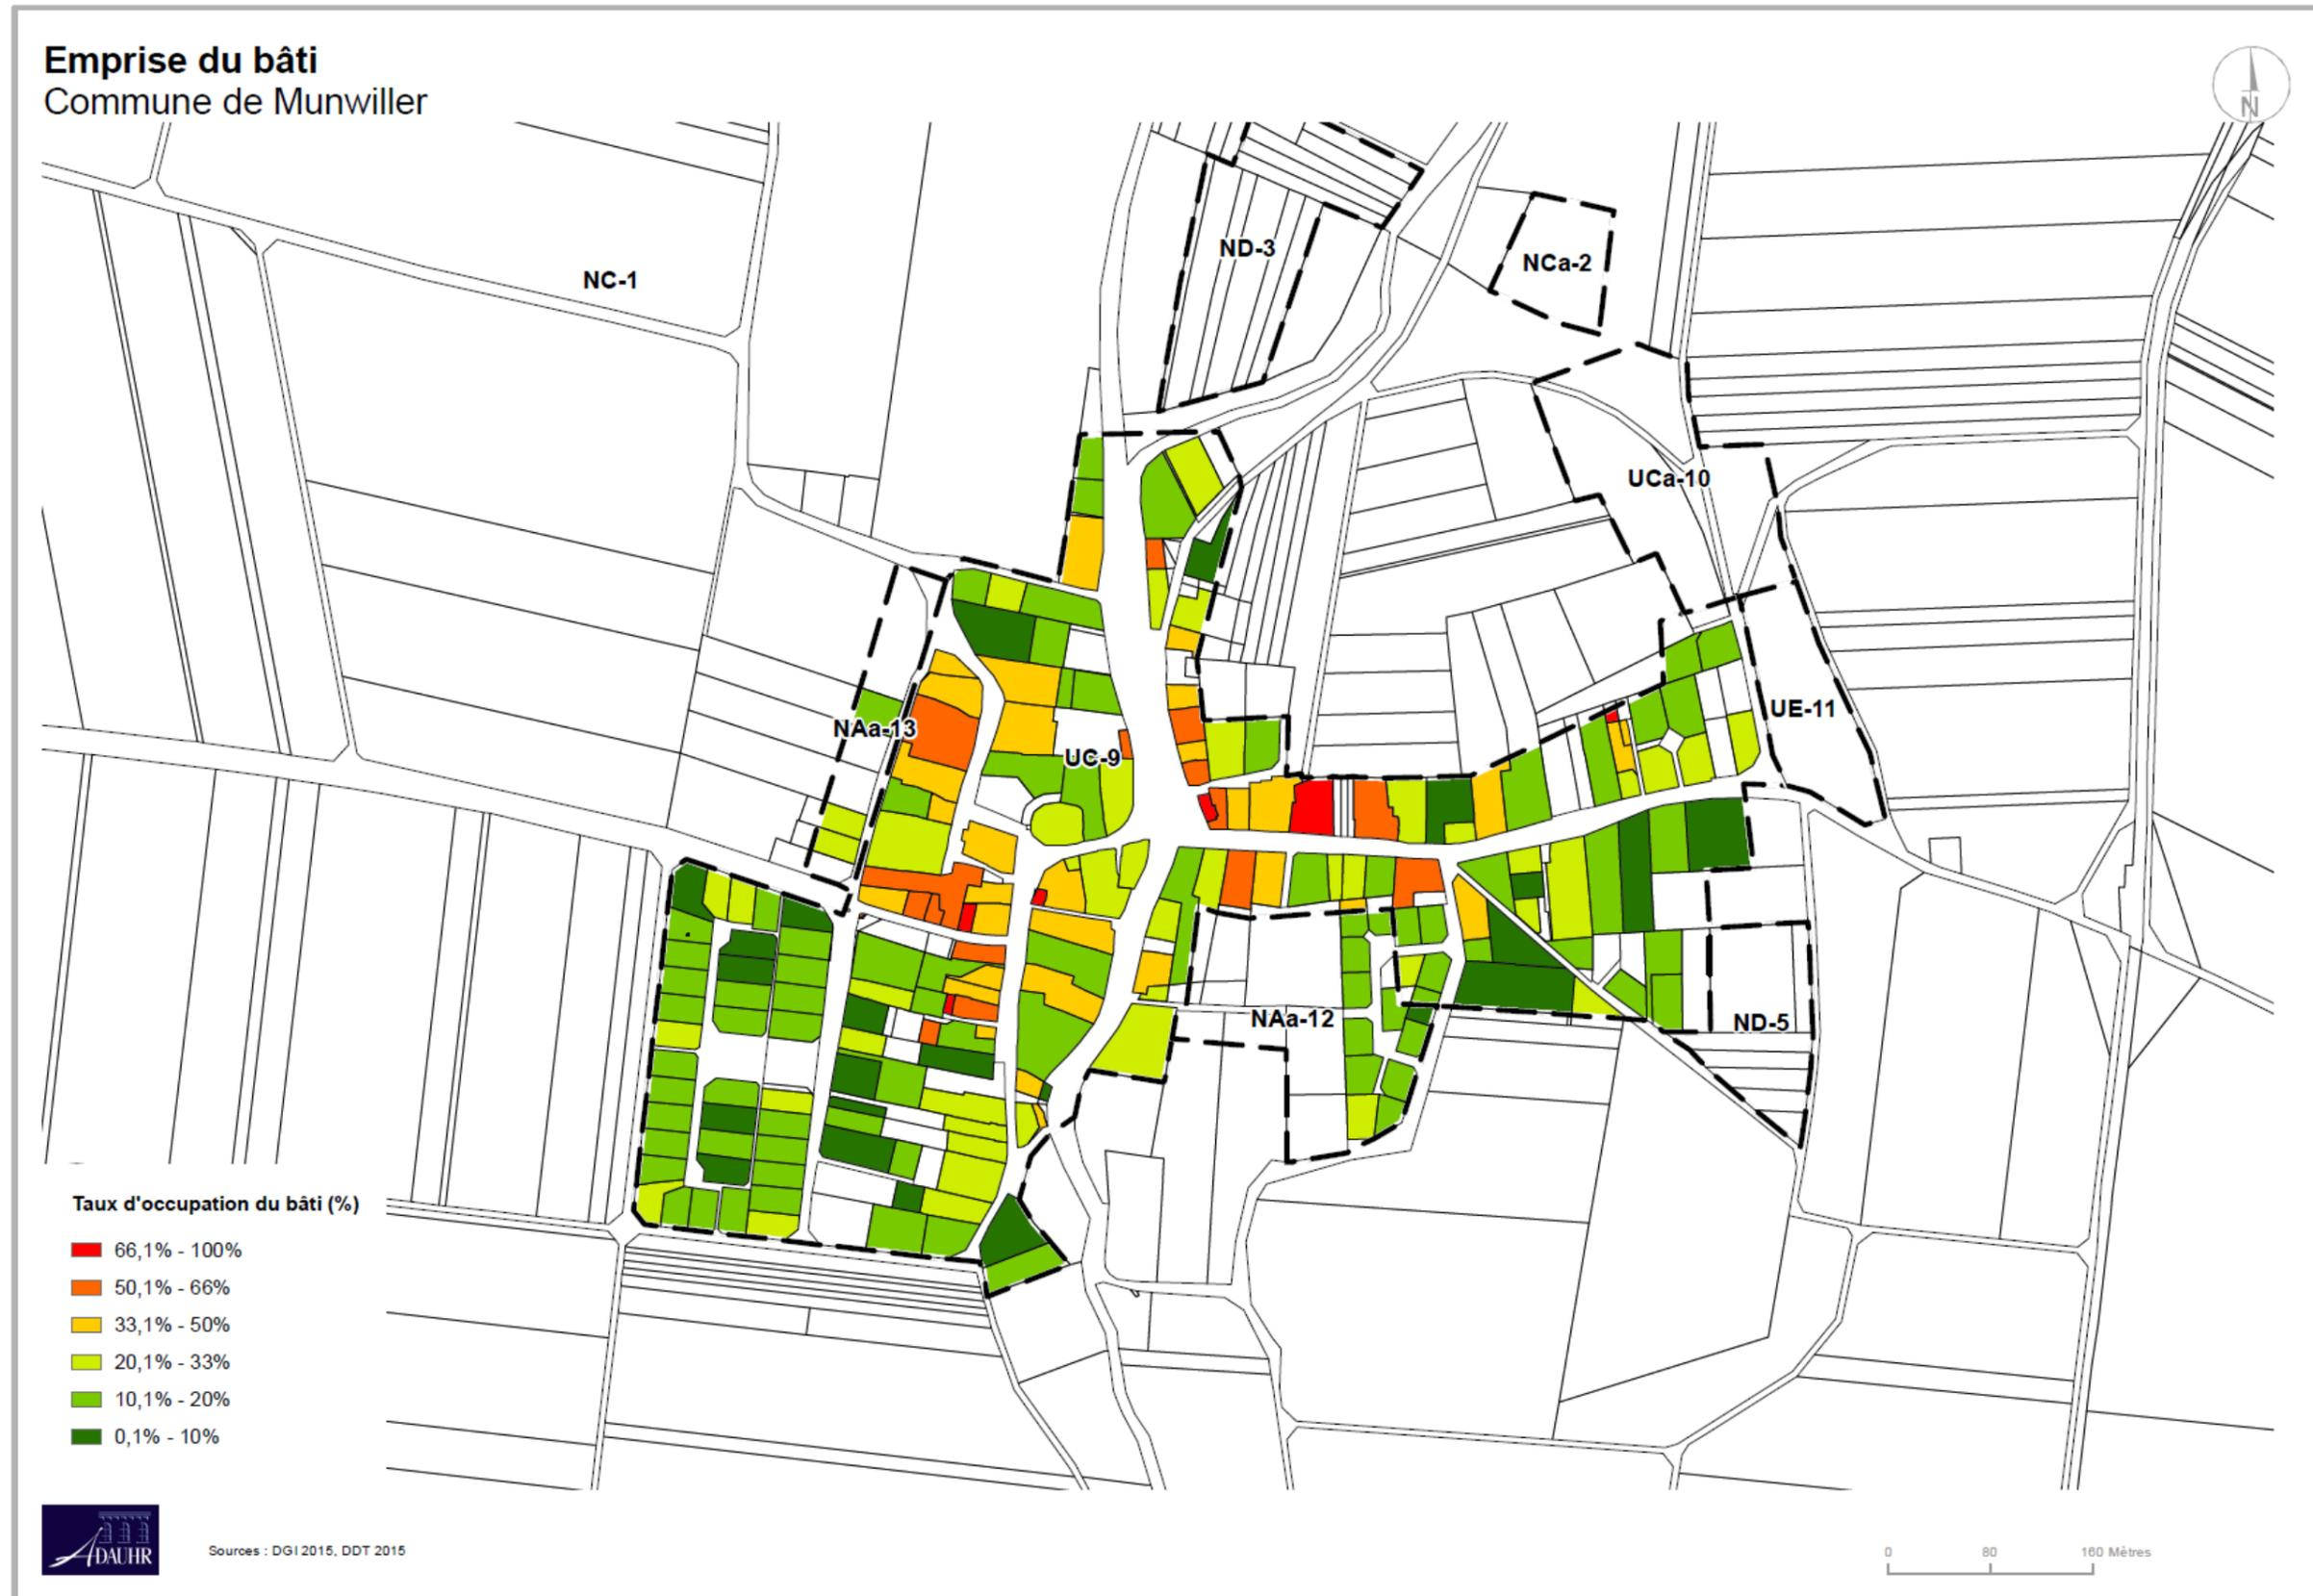 Emprise du bâti
Commune de Munwiller
N
ND-3
NCa-2
NC-1
UCa-10
UE-11
NAa-13
UC-9
NAa-12
ND-5
Taux d'occupation du bâti (%)
66,1% - 100%
50,1% - 66%
33,1% - 50%
20,1% - 33%
10,1% - 20%
0,1% - 10%
ADAUHR
Sources : DGI 2015, DDT 2015
0 80 160 Mètres